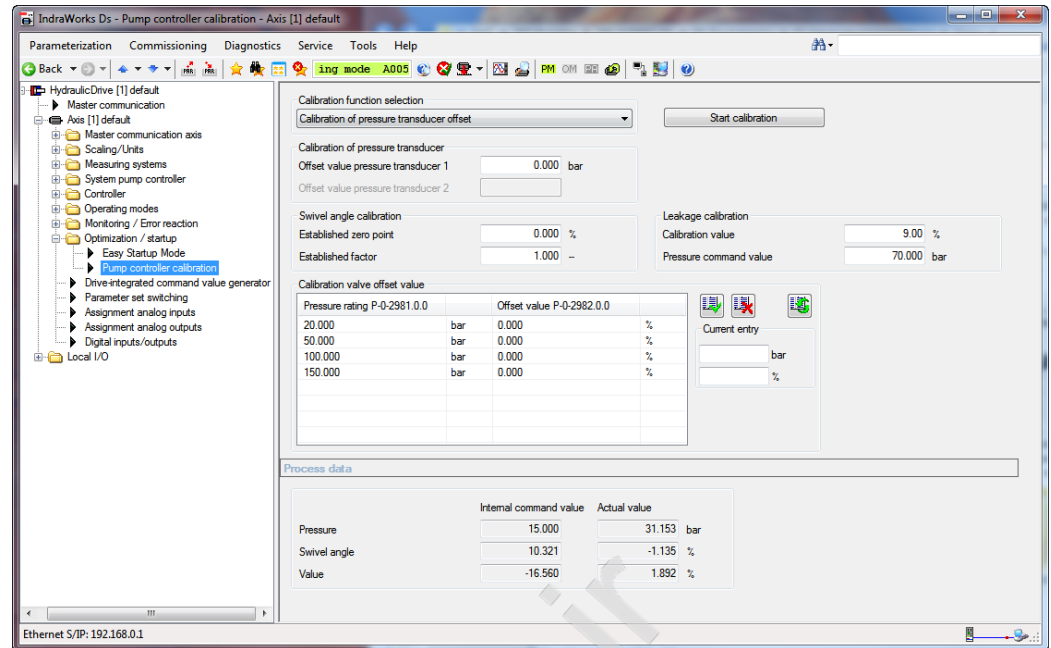 IndraWorks Ds - Pump controller calibration - Axis [1] default
Parameterization Commissioning Diagnostics Service Tools Help
Back PM OM
ing mode A005
HydraulicDrive [1] default
Master communication
Axis [1] default
Master communication axis
Scaling/Units
Measuring systems
System pump controller
Controller
Operating modes
Monitoring / Error reaction
Optimization / startup
Easy Startup Mode
Pump controller calibration
Drive-integrated command value generator
Parameter set switching
Assignment analog inputs
Assignment analog outputs
Digital inputs/outputs
Local I/O
Calibration function selection
Calibration of pressure transducer offset Start calibration
Calibration of pressure transducer
Offset value pressure transducer 1 0.000 bar
Offset value pressure transducer 2
Swivel angle calibration
Established zero point 0.000 %
Established factor 1.000 --
Leakage calibration
Calibration value 9.00 %
Pressure command value 70.000 bar
Calibration valve offset value
Pressure rating P-0-2981.0.0 Offset value P-0-2982.0.0
20.000 bar 0.000 %
50.000 bar 0.000 %
100.000 bar 0.000 %
150.000 bar 0.000 %
Current entry
bar
%
Process data
Internal command value Actual value
Pressure 15.000 31.153 bar
Swivel angle 10.321 -1.135 %
Value -16.560 1.892 %
Ethernet S/IP: 192.168.0.1